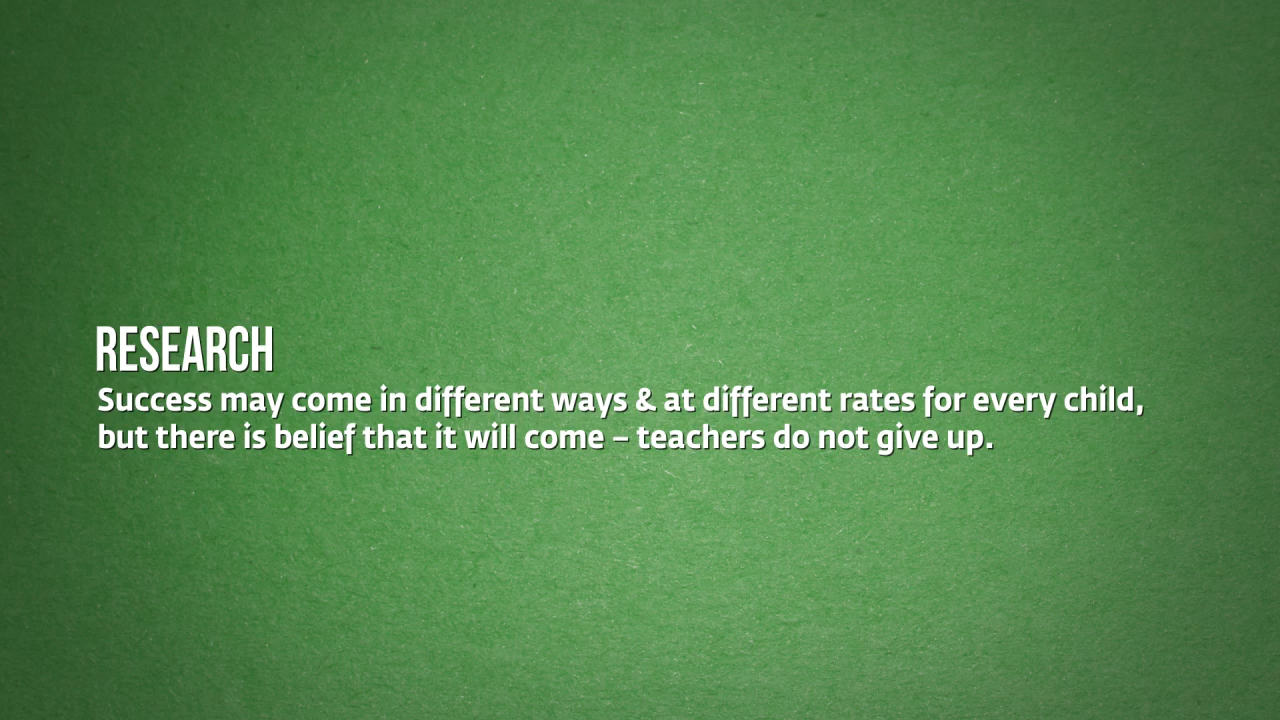 RESEARCH
Success may come in different ways & at different rates for every child,
but there is belief that it will come – teachers do not give up.